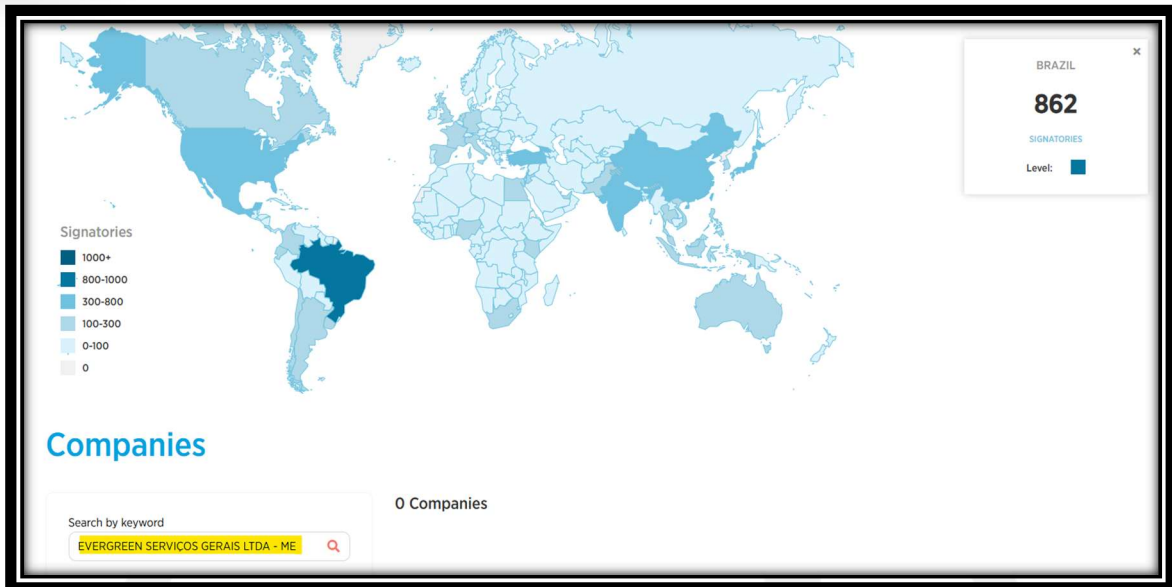 BRAZIL
×
862
SIGNATORIES
Level:
Signatories
1000+
800-1000
300-800
100-300
0-100
0
Companies
0 Companies
Search by keyword
EVERGREEN SERVIÇOS GERAIS LTDA - ME